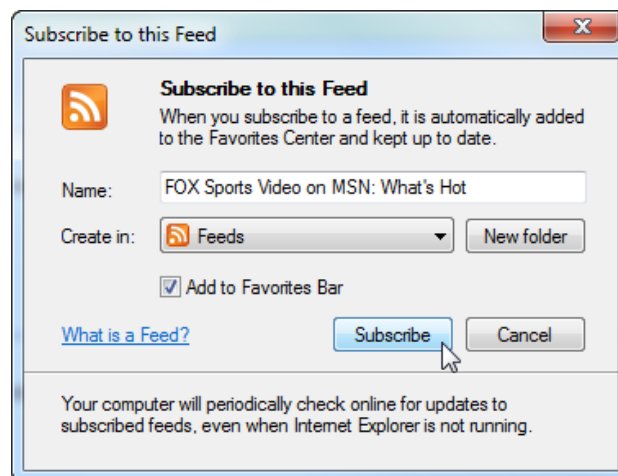 Subscribe to this Feed
Subscribe to this Feed
When you subscribe to a feed, it is automatically added
to the Favorites Center and kept up to date.
Name: FOX Sports Video on MSN: What's Hot
Create in: Feeds New folder
Add to Favorites Bar
What is a Feed? Subscribe Cancel
Your computer will periodically check online for updates to
subscribed feeds, even when Internet Explorer is not running.